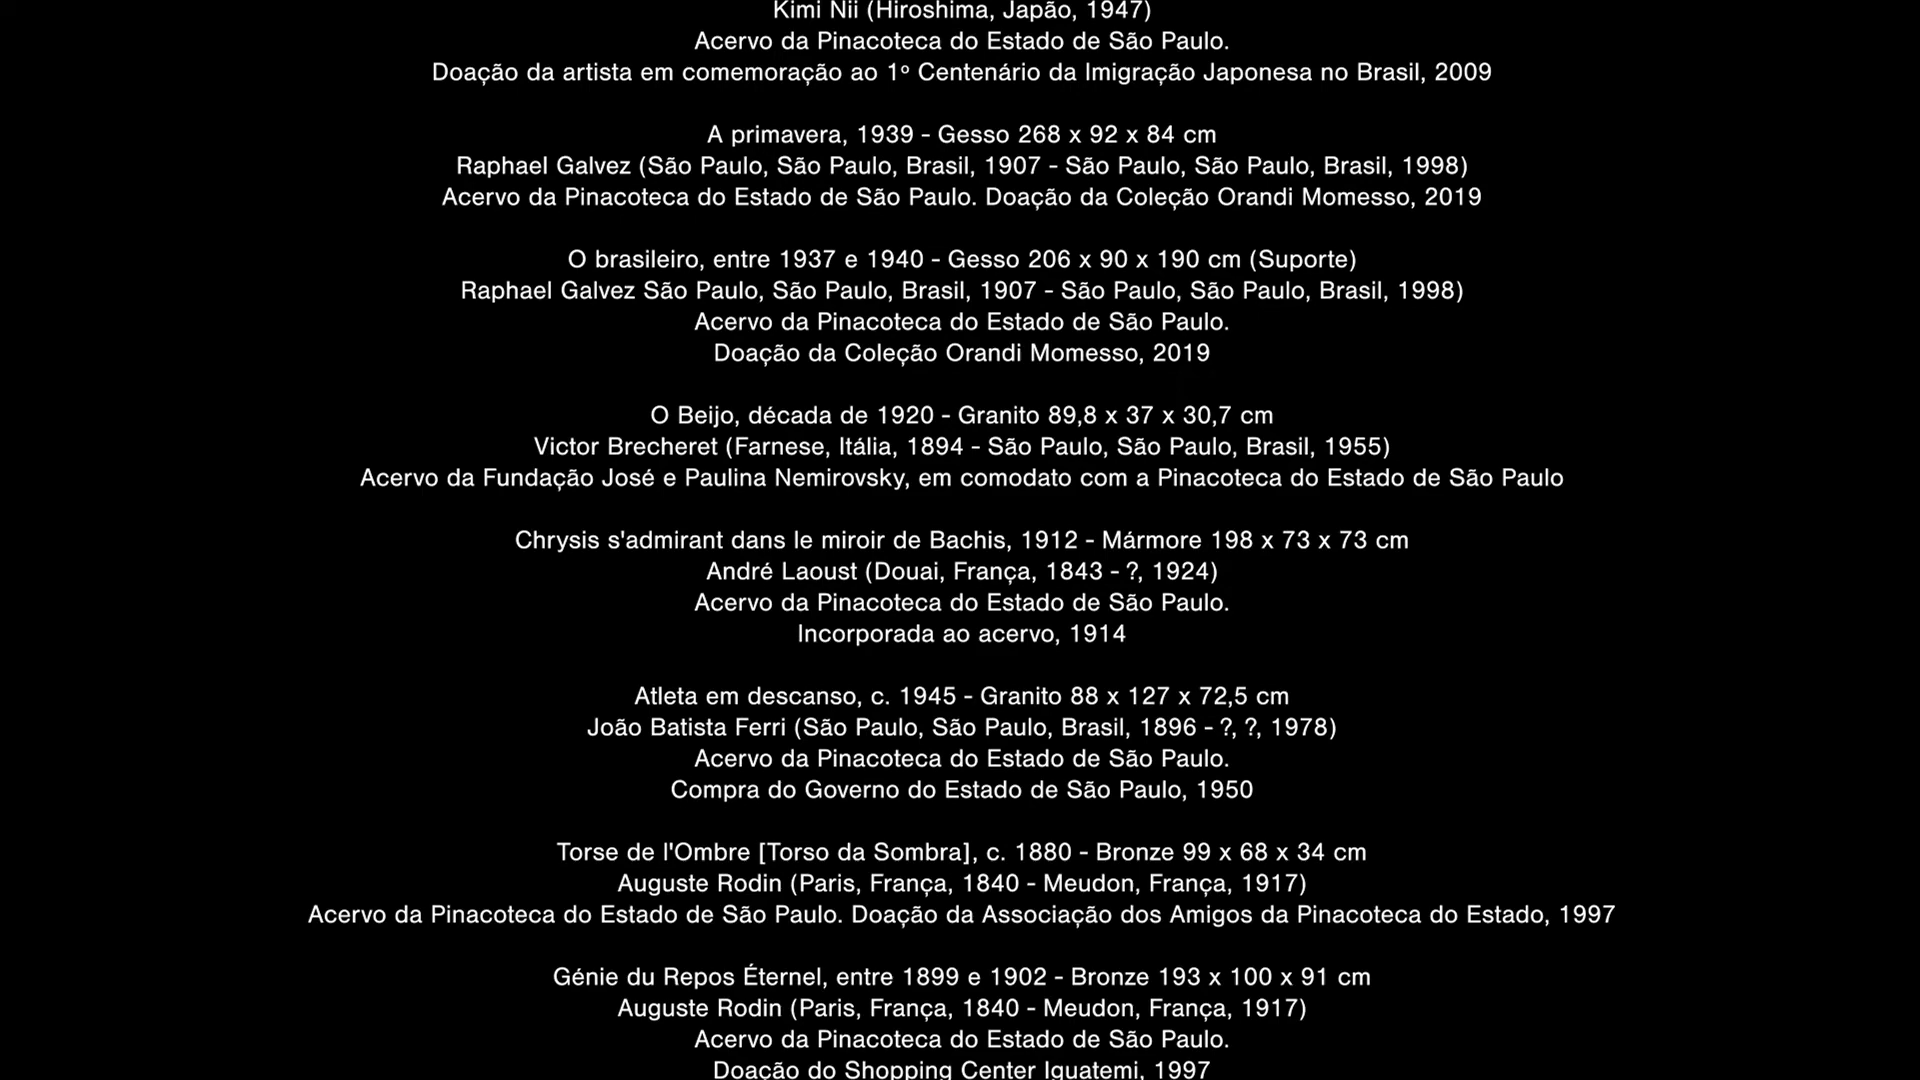 Kimi Nii (Hiroshima, Japão, 1947)
Acervo da Pinacoteca do Estado de São Paulo.
Doação da artista em comemoração ao 1º Centenário da Imigração Japonesa no Brasil, 2009
A primavera, 1939 - Gesso 268 x 92 x 84 cm
Raphael Galvez (São Paulo, São Paulo, Brasil, 1907 - São Paulo, São Paulo, Brasil, 1998)
Acervo da Pinacoteca do Estado de São Paulo. Doação da Coleção Orandi Momesso, 2019
O brasileiro, entre 1937 e 1940 - Gesso 206 x 90 x 190 cm (Suporte)
Raphael Galvez São Paulo, São Paulo, Brasil, 1907 - São Paulo, São Paulo, Brasil, 1998)
Acervo da Pinacoteca do Estado de São Paulo.
Doação da Coleção Orandi Momesso, 2019
O Beijo, década de 1920 - Granito 89,8 x 37 x 30,7 cm
Victor Brecheret (Farnese, Itália, 1894 - São Paulo, São Paulo, Brasil, 1955)
Acervo da Fundação José e Paulina Nemirovsky, em comodato com a Pinacoteca do Estado de São Paulo
Chrysis s'admirant dans le miroir de Bachis, 1912 - Mármore 198 x 73 x 73 cm
André Laoust (Douai, França, 1843 - ?, 1924)
Acervo da Pinacoteca do Estado de São Paulo.
Incorporada ao acervo, 1914
Atleta em descanso, c. 1945 - Granito 88 x 127 x 72,5 cm
João Batista Ferri (São Paulo, São Paulo, Brasil, 1896 - ?, ?, 1978)
Acervo da Pinacoteca do Estado de São Paulo.
Compra do Governo do Estado de São Paulo, 1950
Torse de l'Ombre [Torso da Sombra], c. 1880 - Bronze 99 x 68 x 34 cm
Auguste Rodin (Paris, França, 1840 - Meudon, França, 1917)
Acervo da Pinacoteca do Estado de São Paulo. Doação da Associação dos Amigos da Pinacoteca do Estado, 1997
Génie du Repos Éternel, entre 1899 e 1902 - Bronze 193 x 100 x 91 cm
Auguste Rodin (Paris, França, 1840 - Meudon, França, 1917)
Acervo da Pinacoteca do Estado de São Paulo.
Doação do Shopping Center Iguatemi, 1997